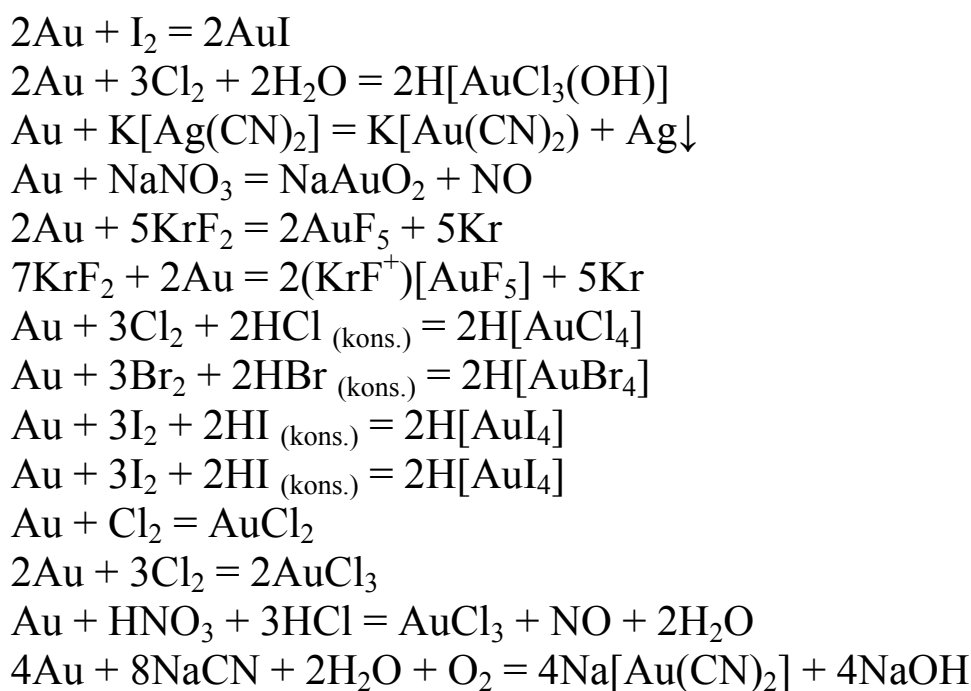 2Au + I₂ = 2AuI
2Au + 3Cl₂ + 2H₂O = 2H[AuCl₃(OH)]
Au + K[Ag(CN)₂] = K[Au(CN)₂) + Ag↓
Au + NaNO₃ = NaAuO₂ + NO
2Au + 5KrF₂ = 2AuF₅ + 5Kr
7KrF₂ + 2Au = 2(KrF⁺)[AuF₅] + 5Kr
Au + 3Cl₂ + 2HCl (kons.) = 2H[AuCl₄]
Au + 3Br₂ + 2HBr (kons.) = 2H[AuBr₄]
Au + 3I₂ + 2HI (kons.) = 2H[AuI₄]
Au + 3I₂ + 2HI (kons.) = 2H[AuI₄]
Au + Cl₂ = AuCl₂
2Au + 3Cl₂ = 2AuCl₃
Au + HNO₃ + 3HCl = AuCl₃ + NO + 2H₂O
4Au + 8NaCN + 2H₂O + O₂ = 4Na[Au(CN)₂] + 4NaOH